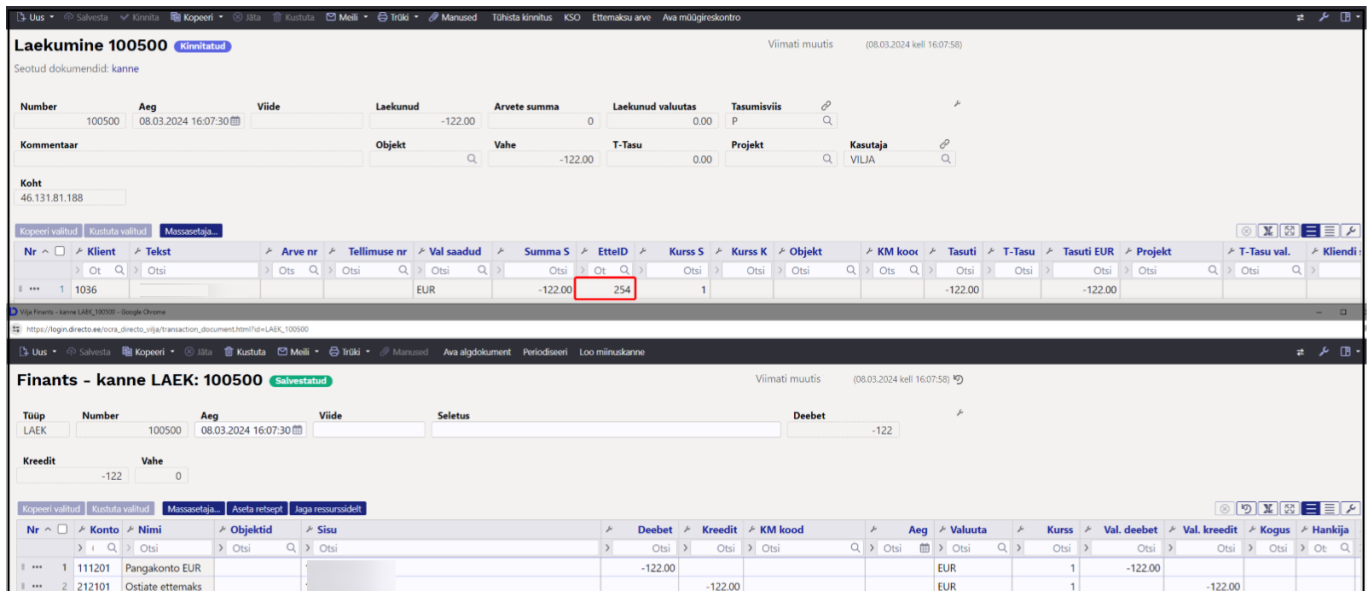 Uus Salvesta Kinnita Kopeeri Jäta Kustuta Meili Trüki Manused Tühista kinnitus KSO Ettemaksu arve Ava müügireskontro
Laekumine 100500 Kinnitatud Viimati muutis (08.03.2024 kell 16:07:58)
Seotud dokumendid: kanne
Number Aeg Viide Laekunud Arvete summa Laekunud valuutas Tasumisviis
100500 08.03.2024 16:07:30 -122.00 0 0.00 P
Kommentaar Objekt Vahe T-Tasu Projekt Kasutaja
-122.00 0.00 VILJA
Koht
46.131.81.188
Kopeeri valitud Kustuta valitud Massasetaja...
Nr Klient Tekst Arve nr Tellimuse nr Val saadud Summa S EtteID Kurss S Kurss K Objekt KM kood Tasuti T-Tasu Tasuti EUR Projekt T-Tasu val. Kliendi
> Ot > Otsi > Ots > Otsi > Otsi > Otsi > Ot > Otsi > Otsi > Otsi > Ots > Otsi > Otsi > Otsi > Otsi > Otsi >
1 1036 EUR -122.00 254 1 -122.00 -122.00
Vilja Finants - kanne LAEK_100500 - Google Chrome
https://login.directo.ee/ocra_directo_vilja/transaction_document.html?id=LAEK_100500
Uus Salvesta Kopeeri Jäta Kustuta Meili Trüki Manused Ava algdokument Periodiseeri Loo miinuskanne
Finants - kanne LAEK: 100500 Salvestatud Viimati muutis (08.03.2024 kell 16:07:58)
Tüüp Number Aeg Viide Seletus Deebet
LAEK 100500 08.03.2024 16:07:30 -122
Kreedit Vahe
-122 0
Kopeeri valitud Kustuta valitud Massasetaja... Aseta retsept Jaga ressurssidelt
Nr Konto Nimi Objektid Sisu Deebet Kreedit KM kood Aeg Valuuta Kurss Val. deebet Val. kreedit Kogus Hankija
> > Otsi > Otsi > Otsi > Otsi > Otsi > Otsi > Otsi > Otsi > Otsi > Otsi > Otsi > Otsi > Ot
1 111201 Pangakonto EUR -122.00 EUR 1 -122.00
2 212101 Ostjate ettemaks -122.00 EUR 1 -122.00